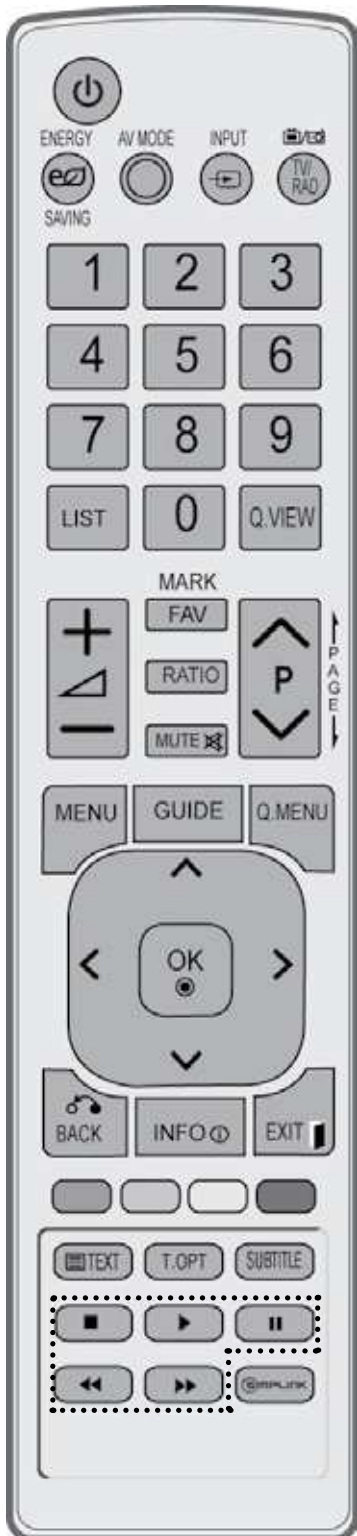 ENERGY AV MODE INPUT
TV/
RAD
SAVING
1 2 3
4 5 6
7 8 9
LIST 0 Q.VIEW
MARK
FAV
RATIO
P
PAGE
MUTE
MENU GUIDE Q.MENU
OK
BACK INFO EXIT
TEXT T.OPT SUBTITLE
SIMPLINK